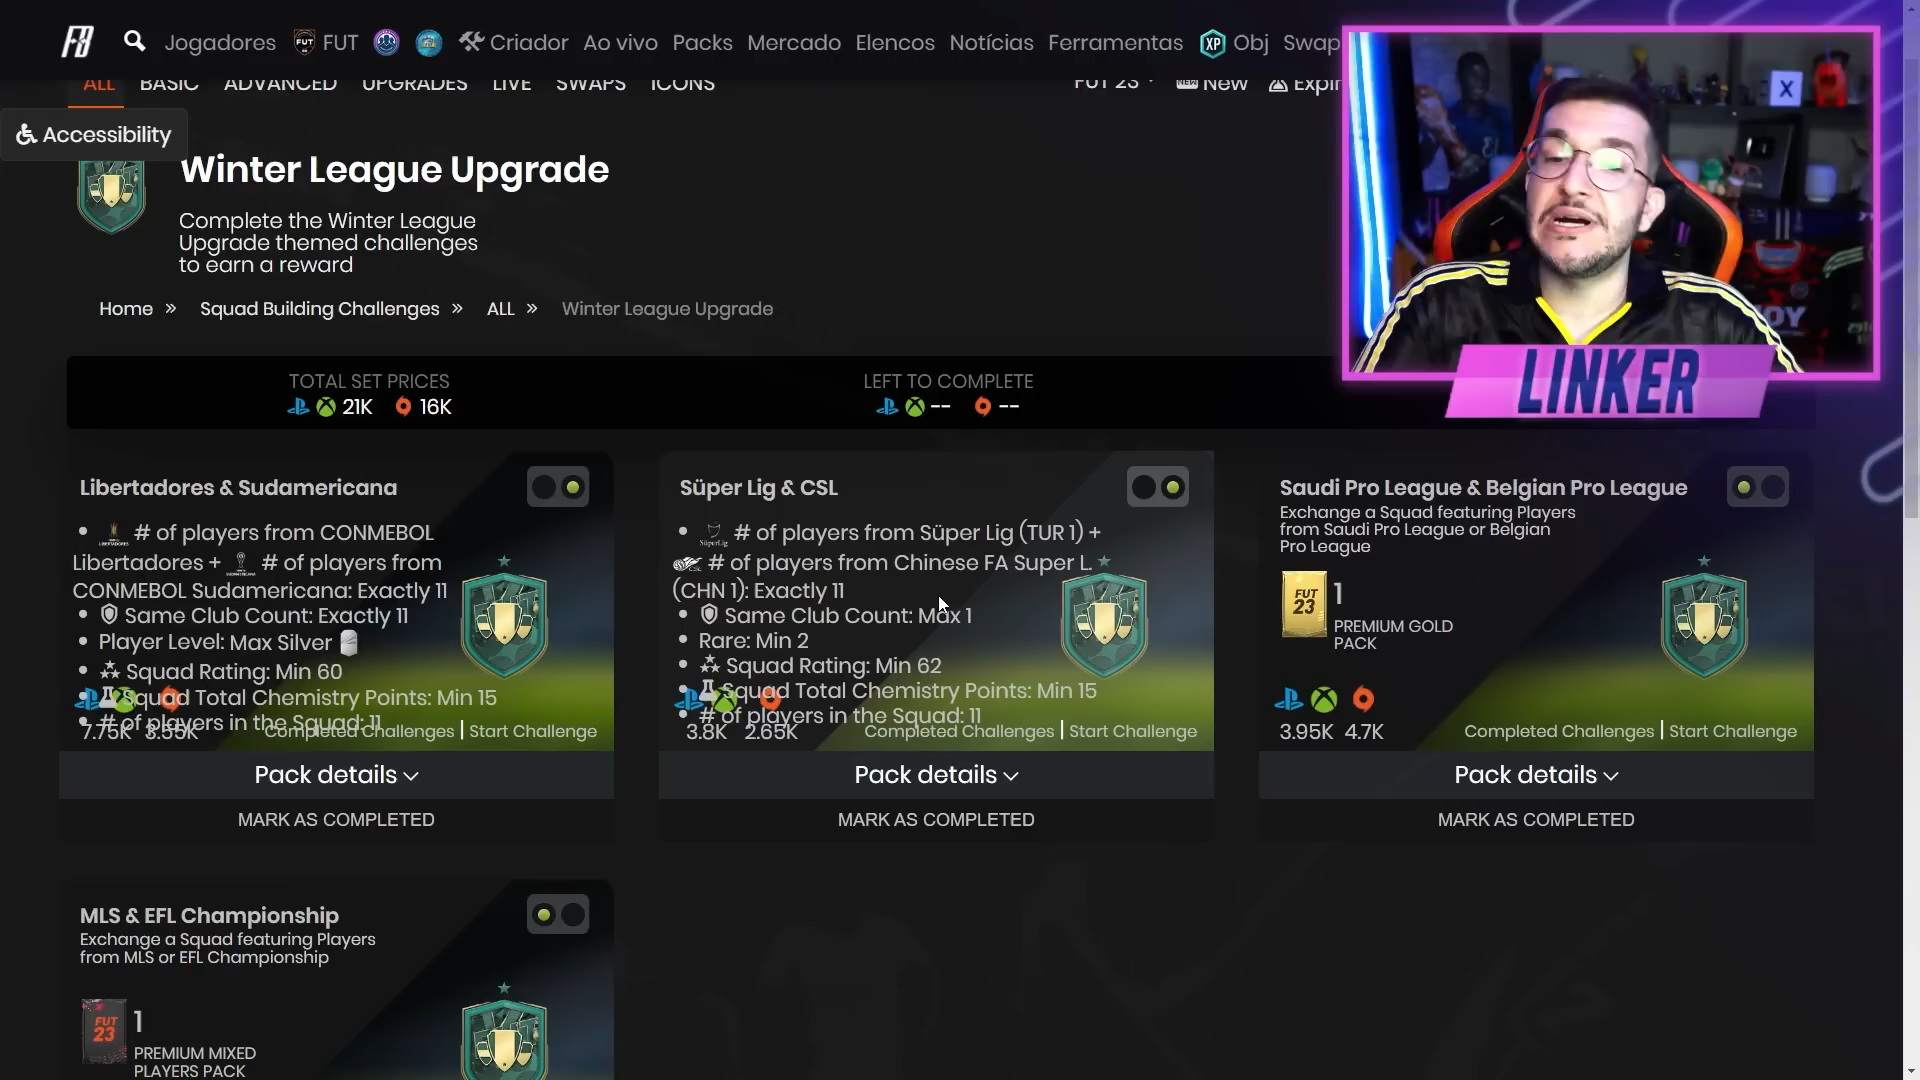 Jogadores FUT Criador Ao vivo Packs Mercado Elencos Notícias Ferramentas XP Obj Swap
ALL BASIC ADVANCED UPGRADES LIVE SWAPS ICONS FUT 23 New Expir
Accessibility
Winter League Upgrade
Complete the Winter League
Upgrade themed challenges
to earn a reward
Home » Squad Building Challenges » ALL » Winter League Upgrade
LINKER
TOTAL SET PRICES
21K 16K
LEFT TO COMPLETE
-- --
Libertadores & Sudamericana
# of players from CONMEBOL
Libertadores + # of players from
CONMEBOL Sudamericana: Exactly 11
Same Club Count: Exactly 11
Player Level: Max Silver
Squad Rating: Min 60
Squad Total Chemistry Points: Min 15
# of players in the Squad: 11
7.75K 3.55K Completed Challenges | Start Challenge
Pack details
MARK AS COMPLETED
Süper Lig & CSL
# of players from Süper Lig (TUR 1) +
# of players from Chinese FA Super L.
(CHN 1): Exactly 11
Same Club Count: Max 1
Rare: Min 2
Squad Rating: Min 62
Squad Total Chemistry Points: Min 15
# of players in the Squad: 11
3.8K 2.65K Completed Challenges | Start Challenge
Pack details
MARK AS COMPLETED
Saudi Pro League & Belgian Pro League
Exchange a Squad featuring Players
from Saudi Pro League or Belgian
Pro League
FUT
23
1
PREMIUM GOLD
PACK
3.95K 4.7K Completed Challenges | Start Challenge
Pack details
MARK AS COMPLETED
MLS & EFL Championship
Exchange a Squad featuring Players
from MLS or EFL Championship
FUT
23
1
PREMIUM MIXED
PLAYERS PACK